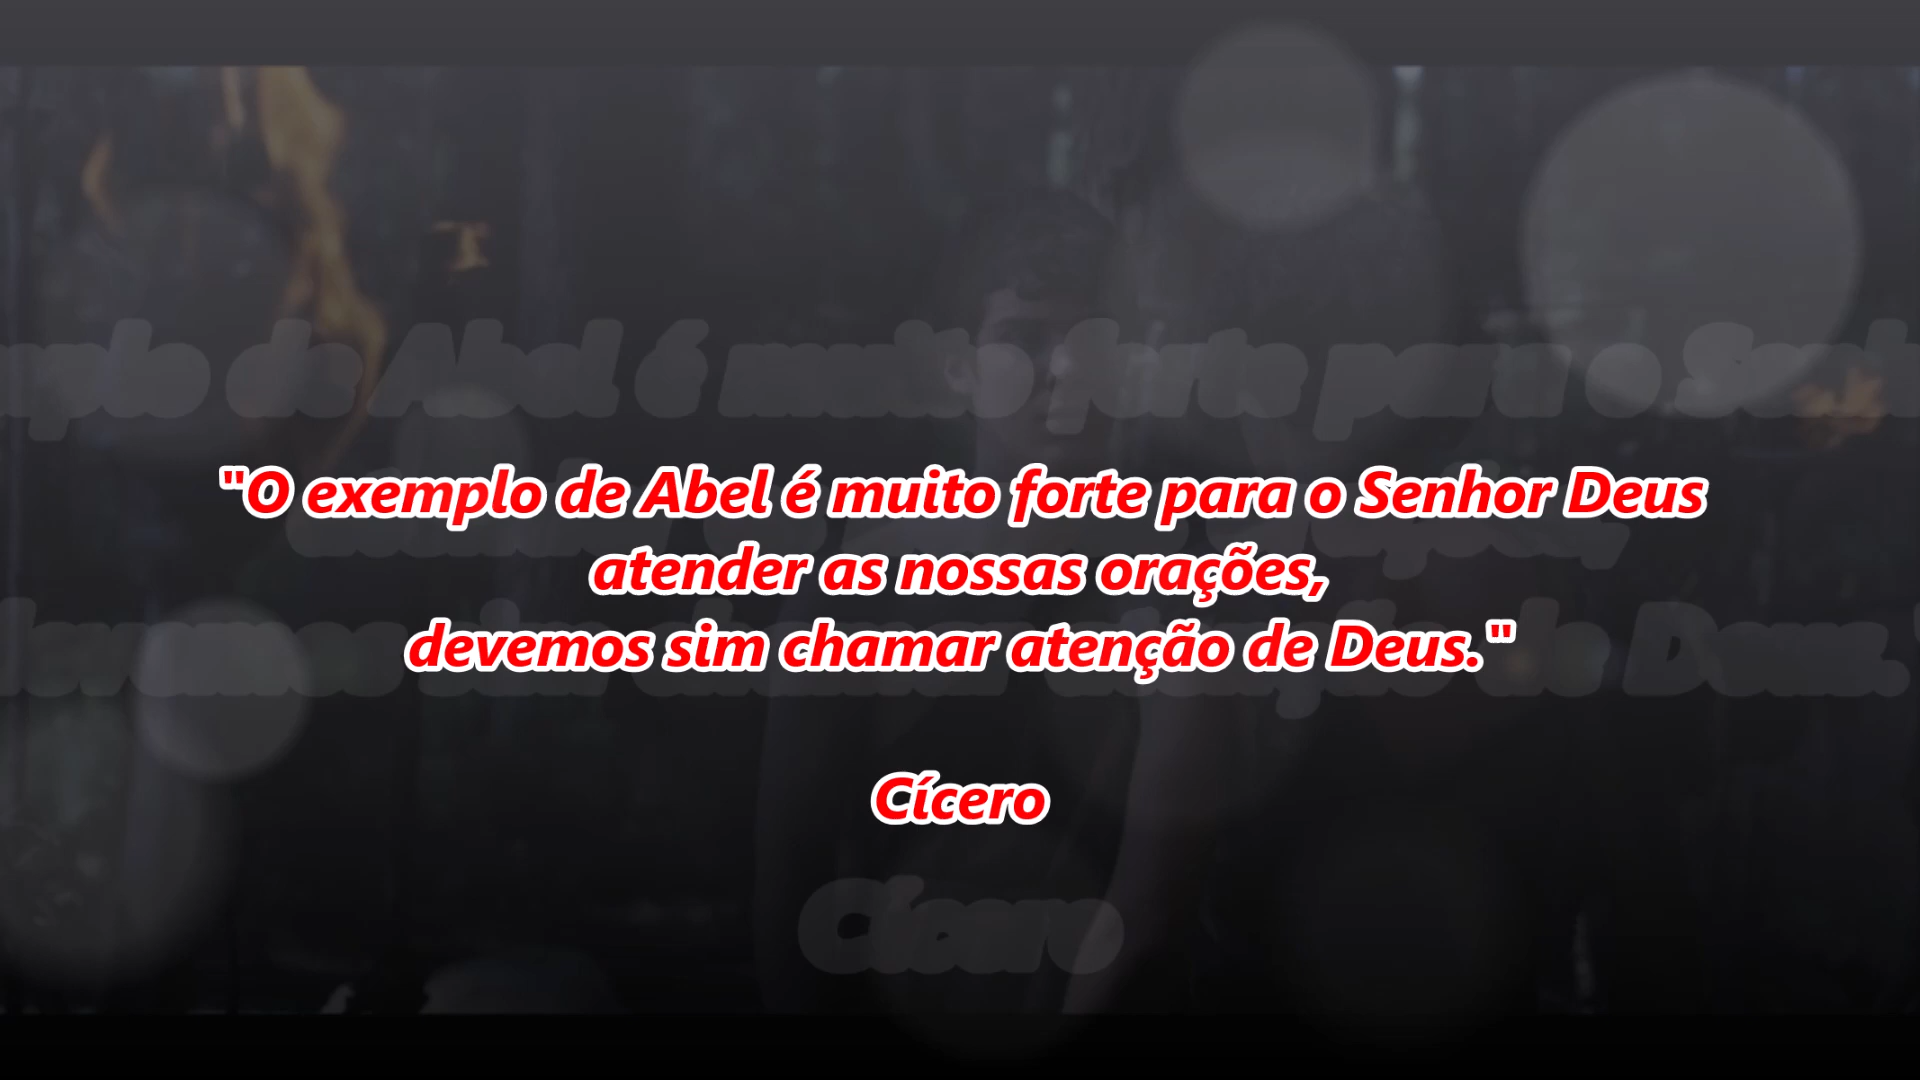 "O exemplo de Abel é muito forte para o Senhor Deus
atender as nossas orações,
devemos sim chamar atenção de Deus."
Cícero